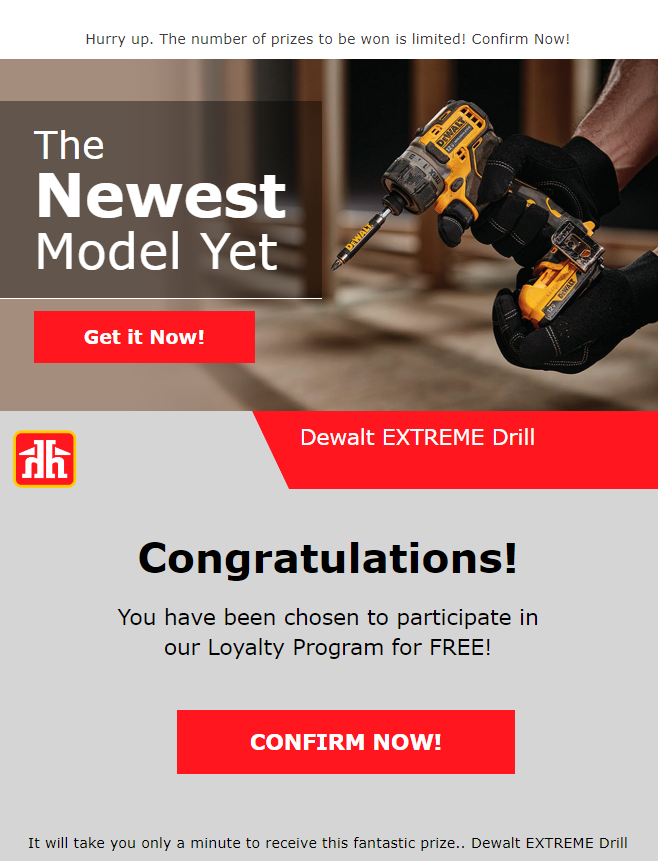 Hurry up. The number of prizes to be won is limited! Confirm Now!
The
Newest
Model Yet
DEWALT
DEWALT
DEWALT
Get it Now!
Dewalt EXTREME Drill
Congratulations!
You have been chosen to participate in
our Loyalty Program for FREE!
CONFIRM NOW!
It will take you only a minute to receive this fantastic prize.. Dewalt EXTREME Drill